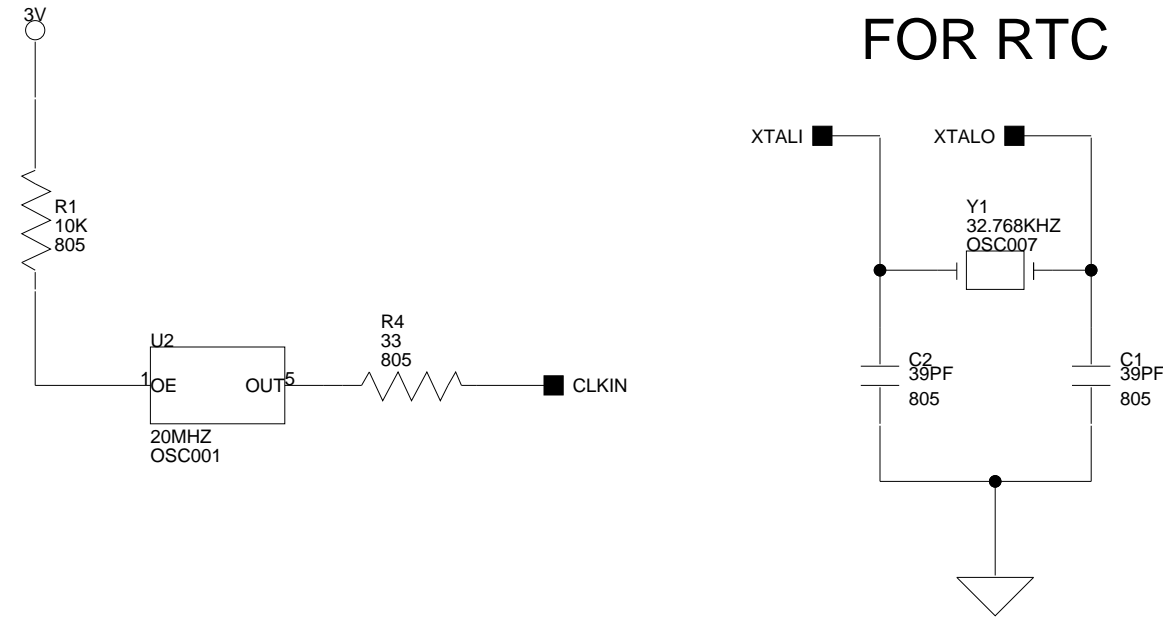 3V
FOR RTC
XTALI
XTALO
R1
10K
805
Y1
32.768KHZ
OSC007
U2
1
OE
OUT
5
20MHZ
OSC001
R4
33
805
CLKIN
C2
39PF
805
C1
39PF
805